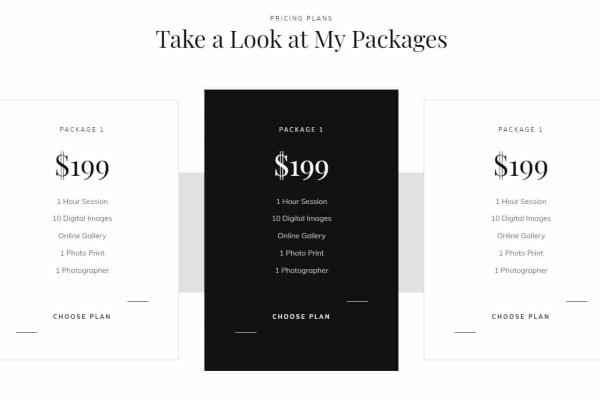 PRICING PLANS
Take a Look at My Packages
PACKAGE 1
$199
1 Hour Session
10 Digital Images
Online Gallery
1 Photo Print
1 Photographer
CHOOSE PLAN
PACKAGE 1
$199
1 Hour Session
10 Digital Images
Online Gallery
1 Photo Print
1 Photographer
CHOOSE PLAN
PACKAGE 1
$199
1 Hour Session
10 Digital Images
Online Gallery
1 Photo Print
1 Photographer
CHOOSE PLAN